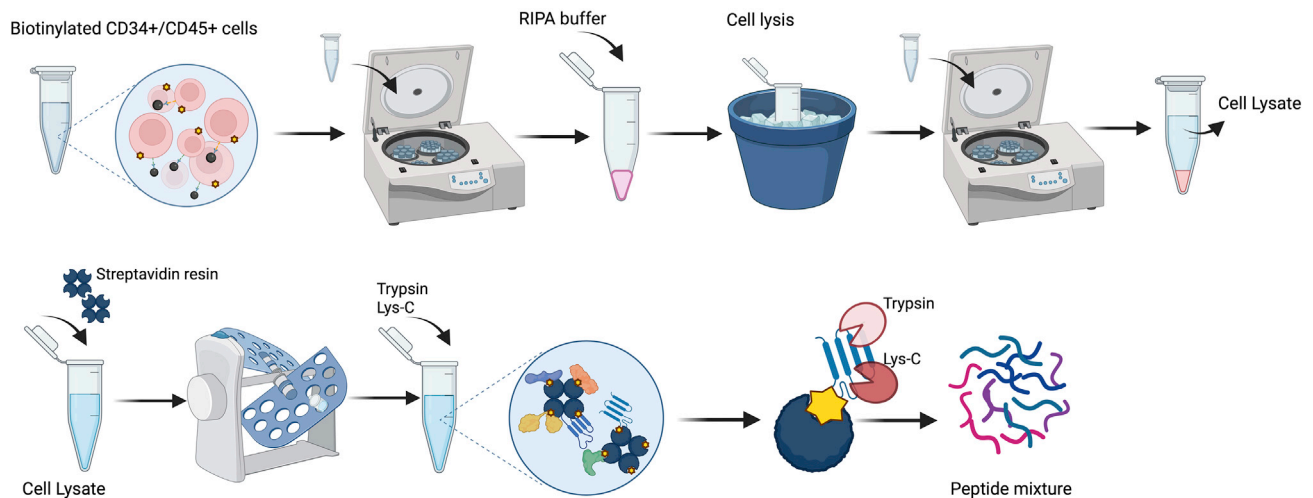 Biotinylated CD34+/CD45+ cells
RIPA buffer
Cell lysis
Cell Lysate
Streptavidin resin
Trypsin
Lys-C
Trypsin
Lys-C
Cell Lysate
Peptide mixture